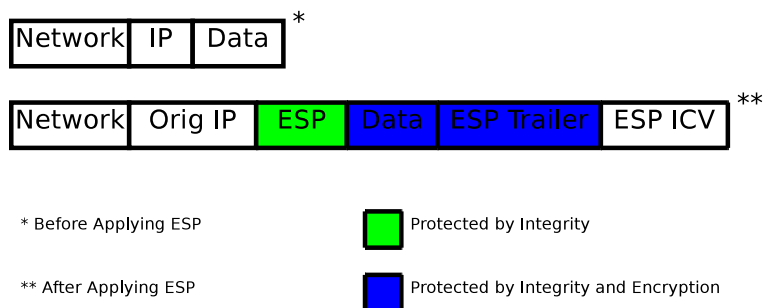 Network IP Data *
Network Orig IP ESP Data ESP Trailer ESP ICV **
* Before Applying ESP Protected by Integrity
** After Applying ESP Protected by Integrity and Encryption